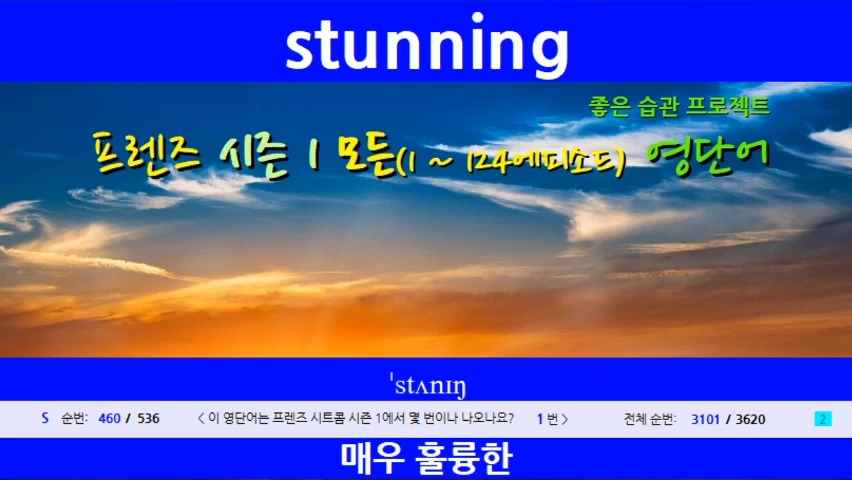 stunning
좋은 습관 프로젝트
프렌즈 시즌 1 모든(1 ~ 124에피소드) 영단어
ˈstʌnɪŋ
S 순번: 460 / 536 < 이 영단어는 프렌즈 시트콤 시즌 1에서 몇 번이나 나오나요? 1 번 > 전체 순번: 3101 / 3620 2
매우 훌륭한